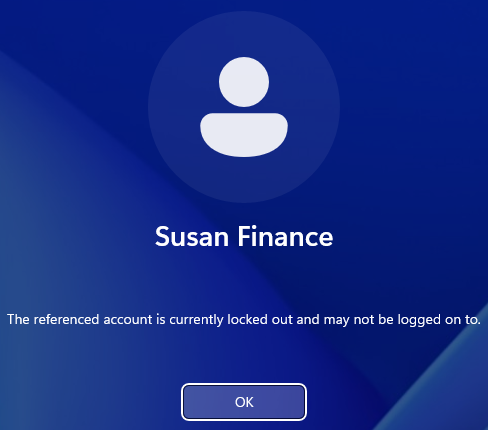 Susan Finance
The referenced account is currently locked out and may not be logged on to.
OK